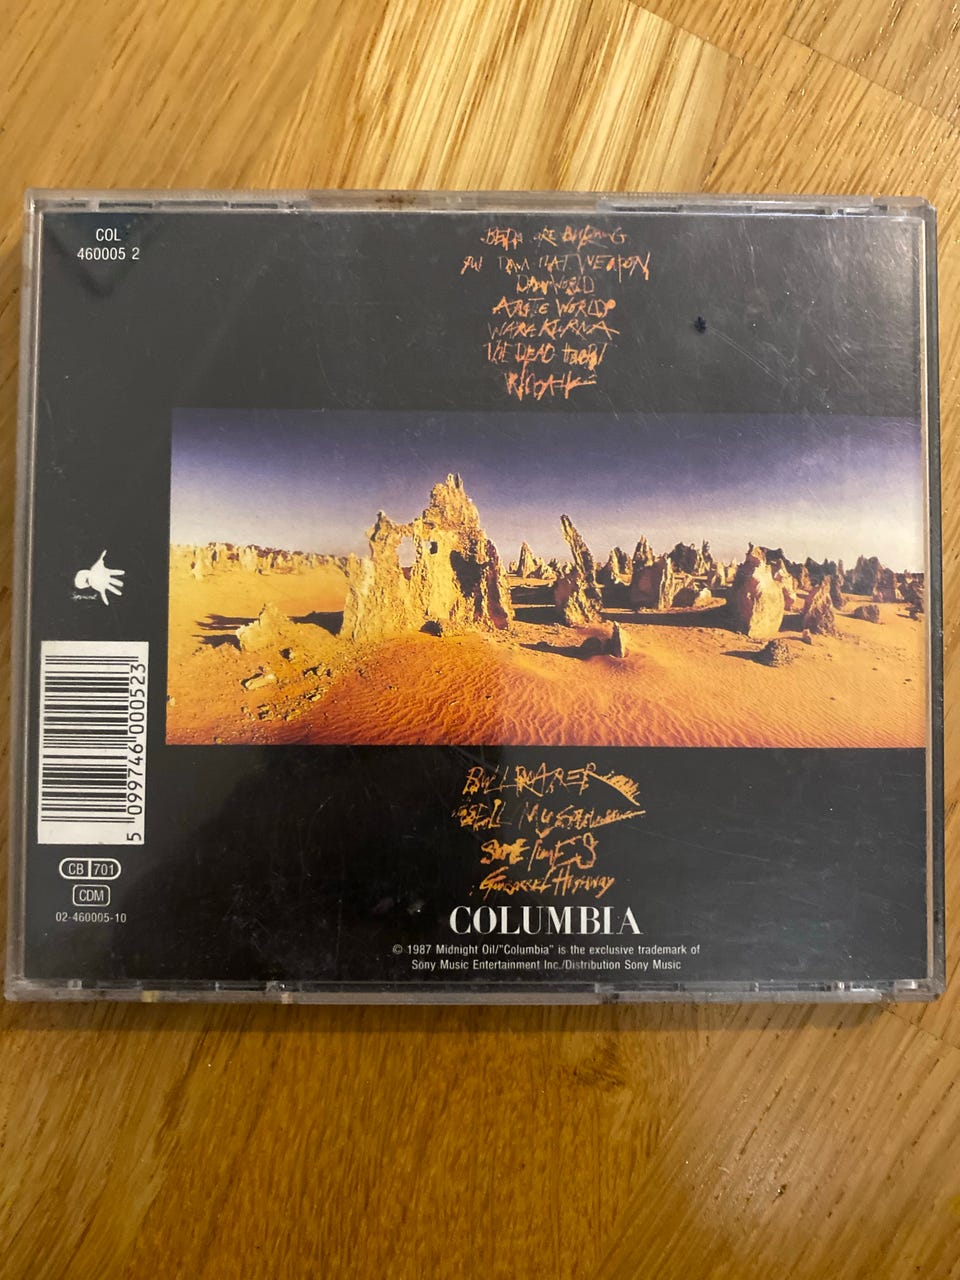 COL
460005 2
BEDS ARE BURNING
PUT DOWN THAT WEAPON
DREAMWORLD
ARCTIC WORLD
WARAKURNA
THE DEAD HEART
WHOAH
5 099746 000523
BULLROARER
SELL MY SOUL
SOMETIMES
GUNBARREL HIGHWAY
CB 701
CDM
02-460005-10
COLUMBIA
© 1987 Midnight Oil/"Columbia" is the exclusive trademark of
Sony Music Entertainment Inc./Distribution Sony Music